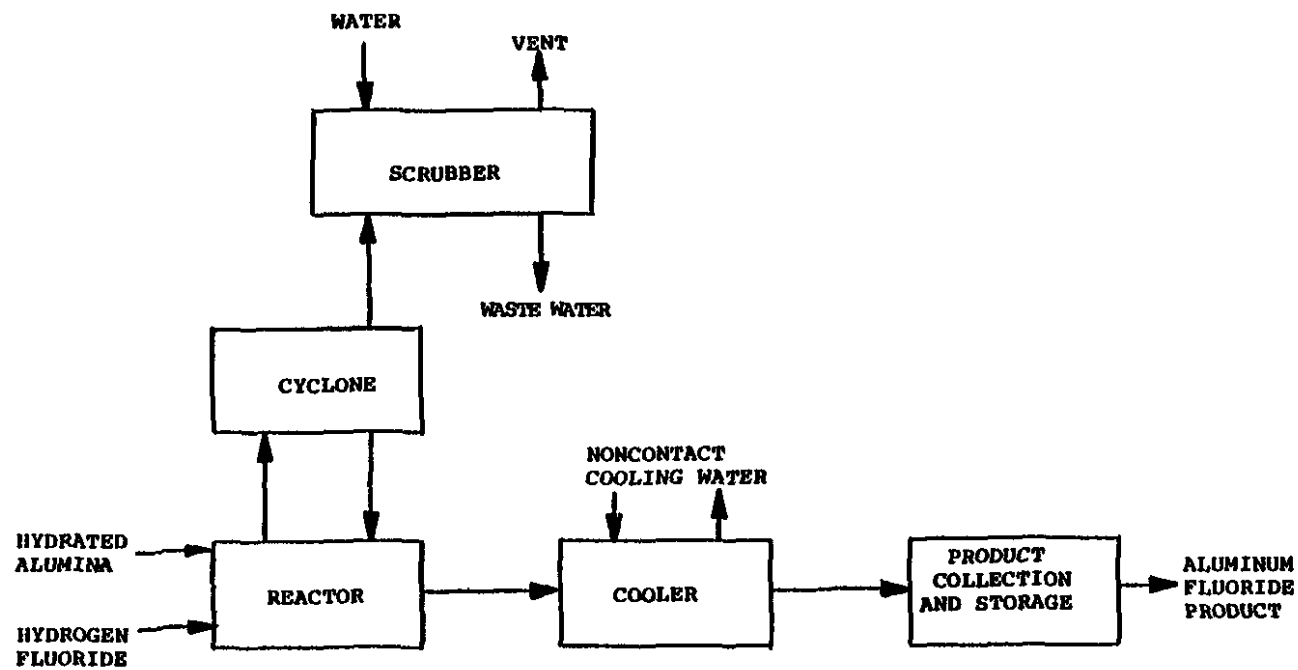 WATER
VENT
SCRUBBER
WASTE WATER
CYCLONE
NONCONTACT
COOLING WATER
HYDRATED
ALUMINA
HYDROGEN
FLUORIDE
REACTOR
COOLER
PRODUCT
COLLECTION
AND STORAGE
ALUMINUM
FLUORIDE
PRODUCT